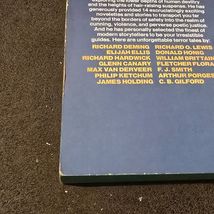 exploring the lower depths of human destiny
and the heights of hair-raising suspense. He has
generously provided 14 excruciatingly exciting
novelettes and stories to transport you far
beyond the borders of safety into the realm of
cunning, violence, and perverse poetic justice.
And he has personally selected the finest of
modern storytellers to be your irresistible
guides. Here are unforgettable terror tales by:
RICHARD DEMING RICHARD O. LEWIS
ELIJAH ELLIS DONALD HONIG
RICHARD HARDWICK WILLIAM BRITTAIN
GLENN CANARY FLETCHER FLORA
MAX VAN DERVEER F. J. SMITH
PHILIP KETCHUM ARTHUR PORGES
JAMES HOLDING C. B. GILFORD